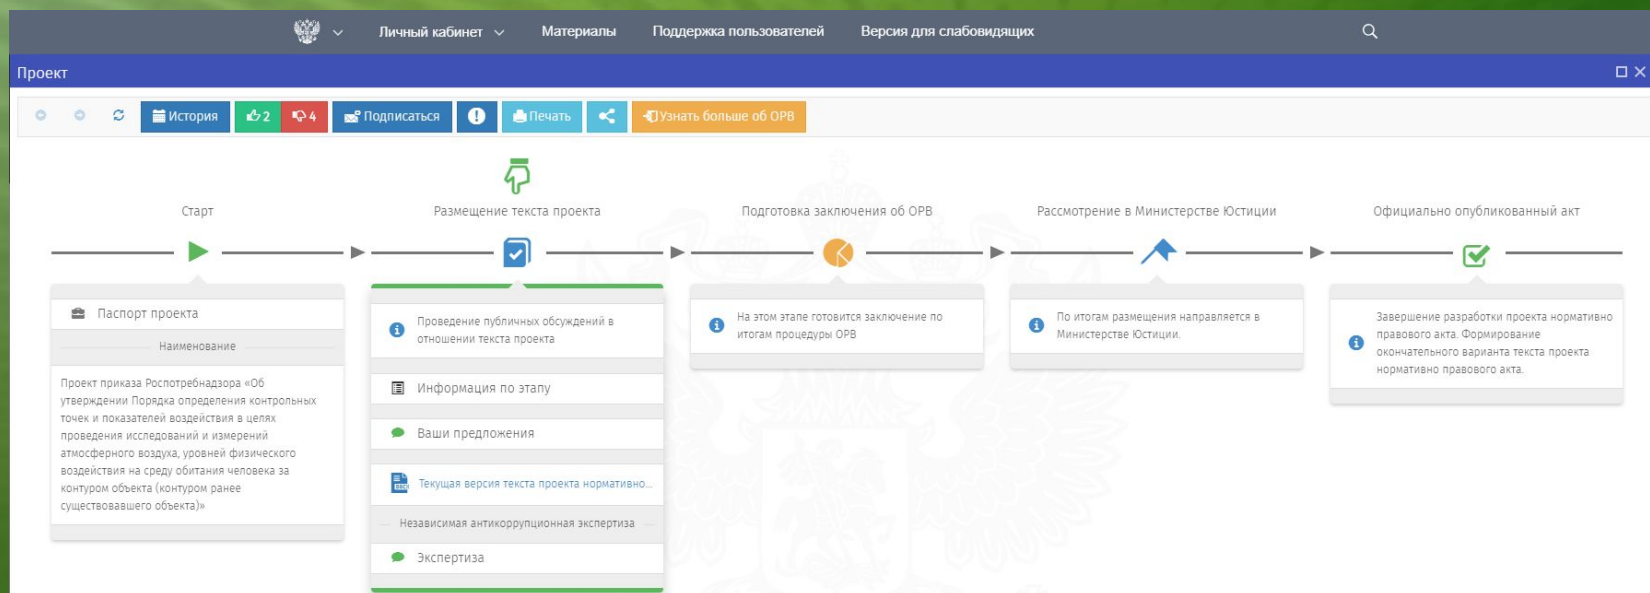 Личный кабинет
Материалы
Поддержка пользователей
Версия для слабовидящих
Проект
История
2
4
Подписаться
Печать
Узнать больше об ОРВ
Старт
Размещение текста проекта
Подготовка заключения об ОРВ
Рассмотрение в Министерстве Юстиции
Официально опубликованный акт
Паспорт проекта
Наименование
Проект приказа Роспотребнадзора «Об
утверждении Порядка определения контрольных
точек и показателей воздействия в целях
проведения исследований и измерений
атмосферного воздуха, уровней физического
воздействия на среду обитания человека за
контуром объекта (контуром ранее
существовавшего объекта)»
Проведение публичных обсуждений в
отношении текста проекта
Информация по этапу
Ваши предложения
Текущая версия текста проекта нормативно...
Независимая антикоррупционная экспертиза
Экспертиза
На этом этапе готовится заключение по
итогам процедуры ОРВ
По итогам размещения направляется в
Министерстве Юстиции.
Завершение разработки проекта нормативно
правового акта. Формирование
окончательного варианта текста проекта
нормативно правового акта.